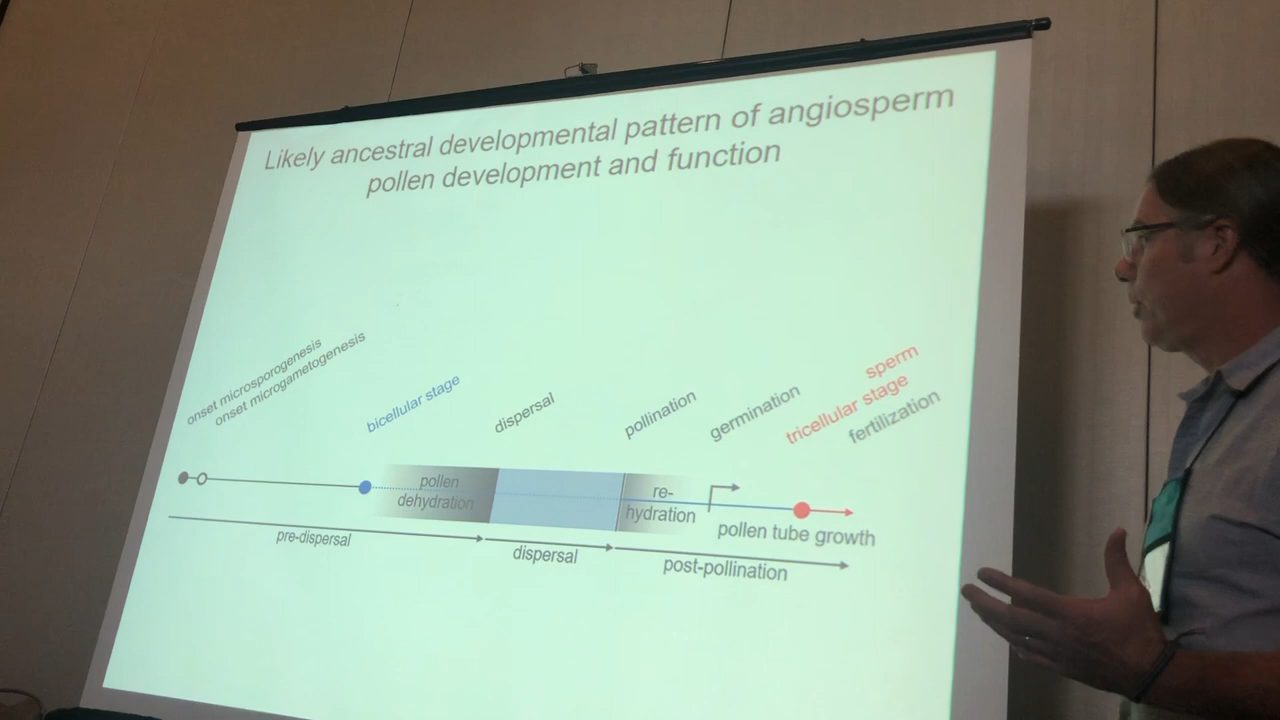 Likely ancestral developmental pattern of angiosperm
pollen development and function
onset microsporogenesis
onset microgametogenesis
bicellular stage
dispersal
pollination
germination
sperm
tricellular stage
fertilization
pollen
dehydration
re-
hydration
pollen tube growth
pre-dispersal
dispersal
post-pollination